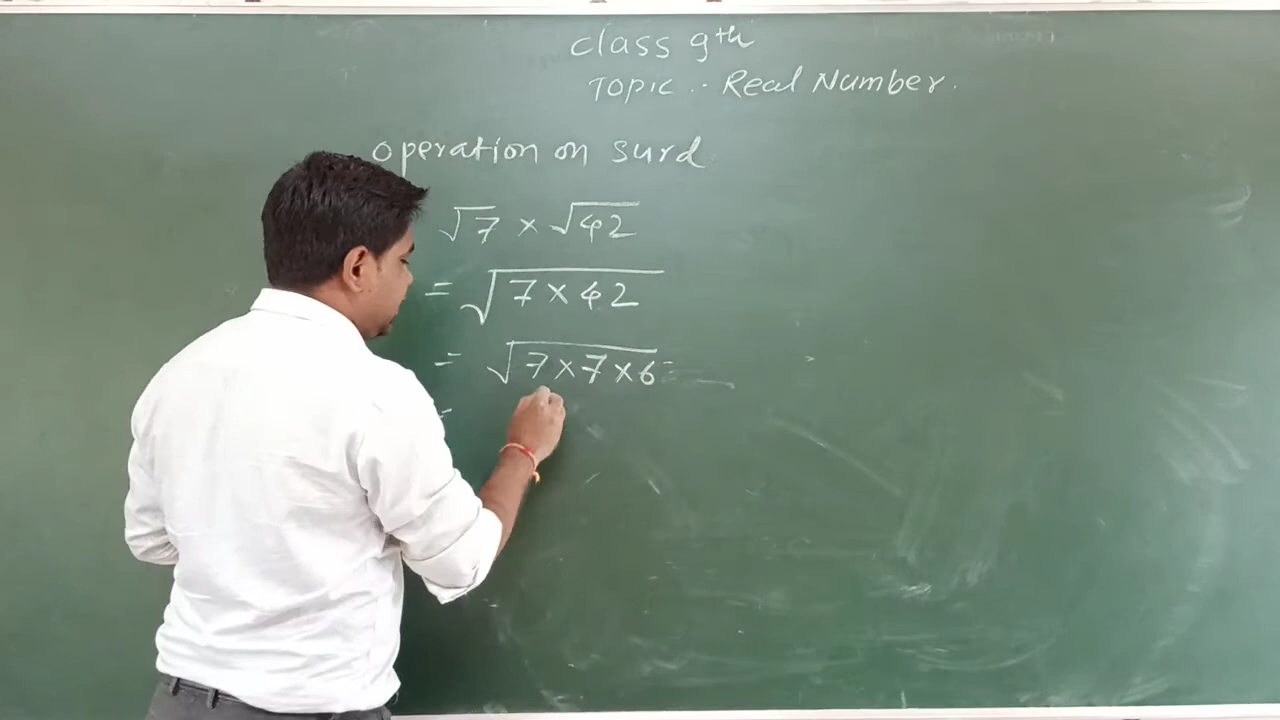 class 9th
Topic :- Real Number.
operation on surd
√7 × √42
= √7 × 42
= √7 × 7 × 6
=